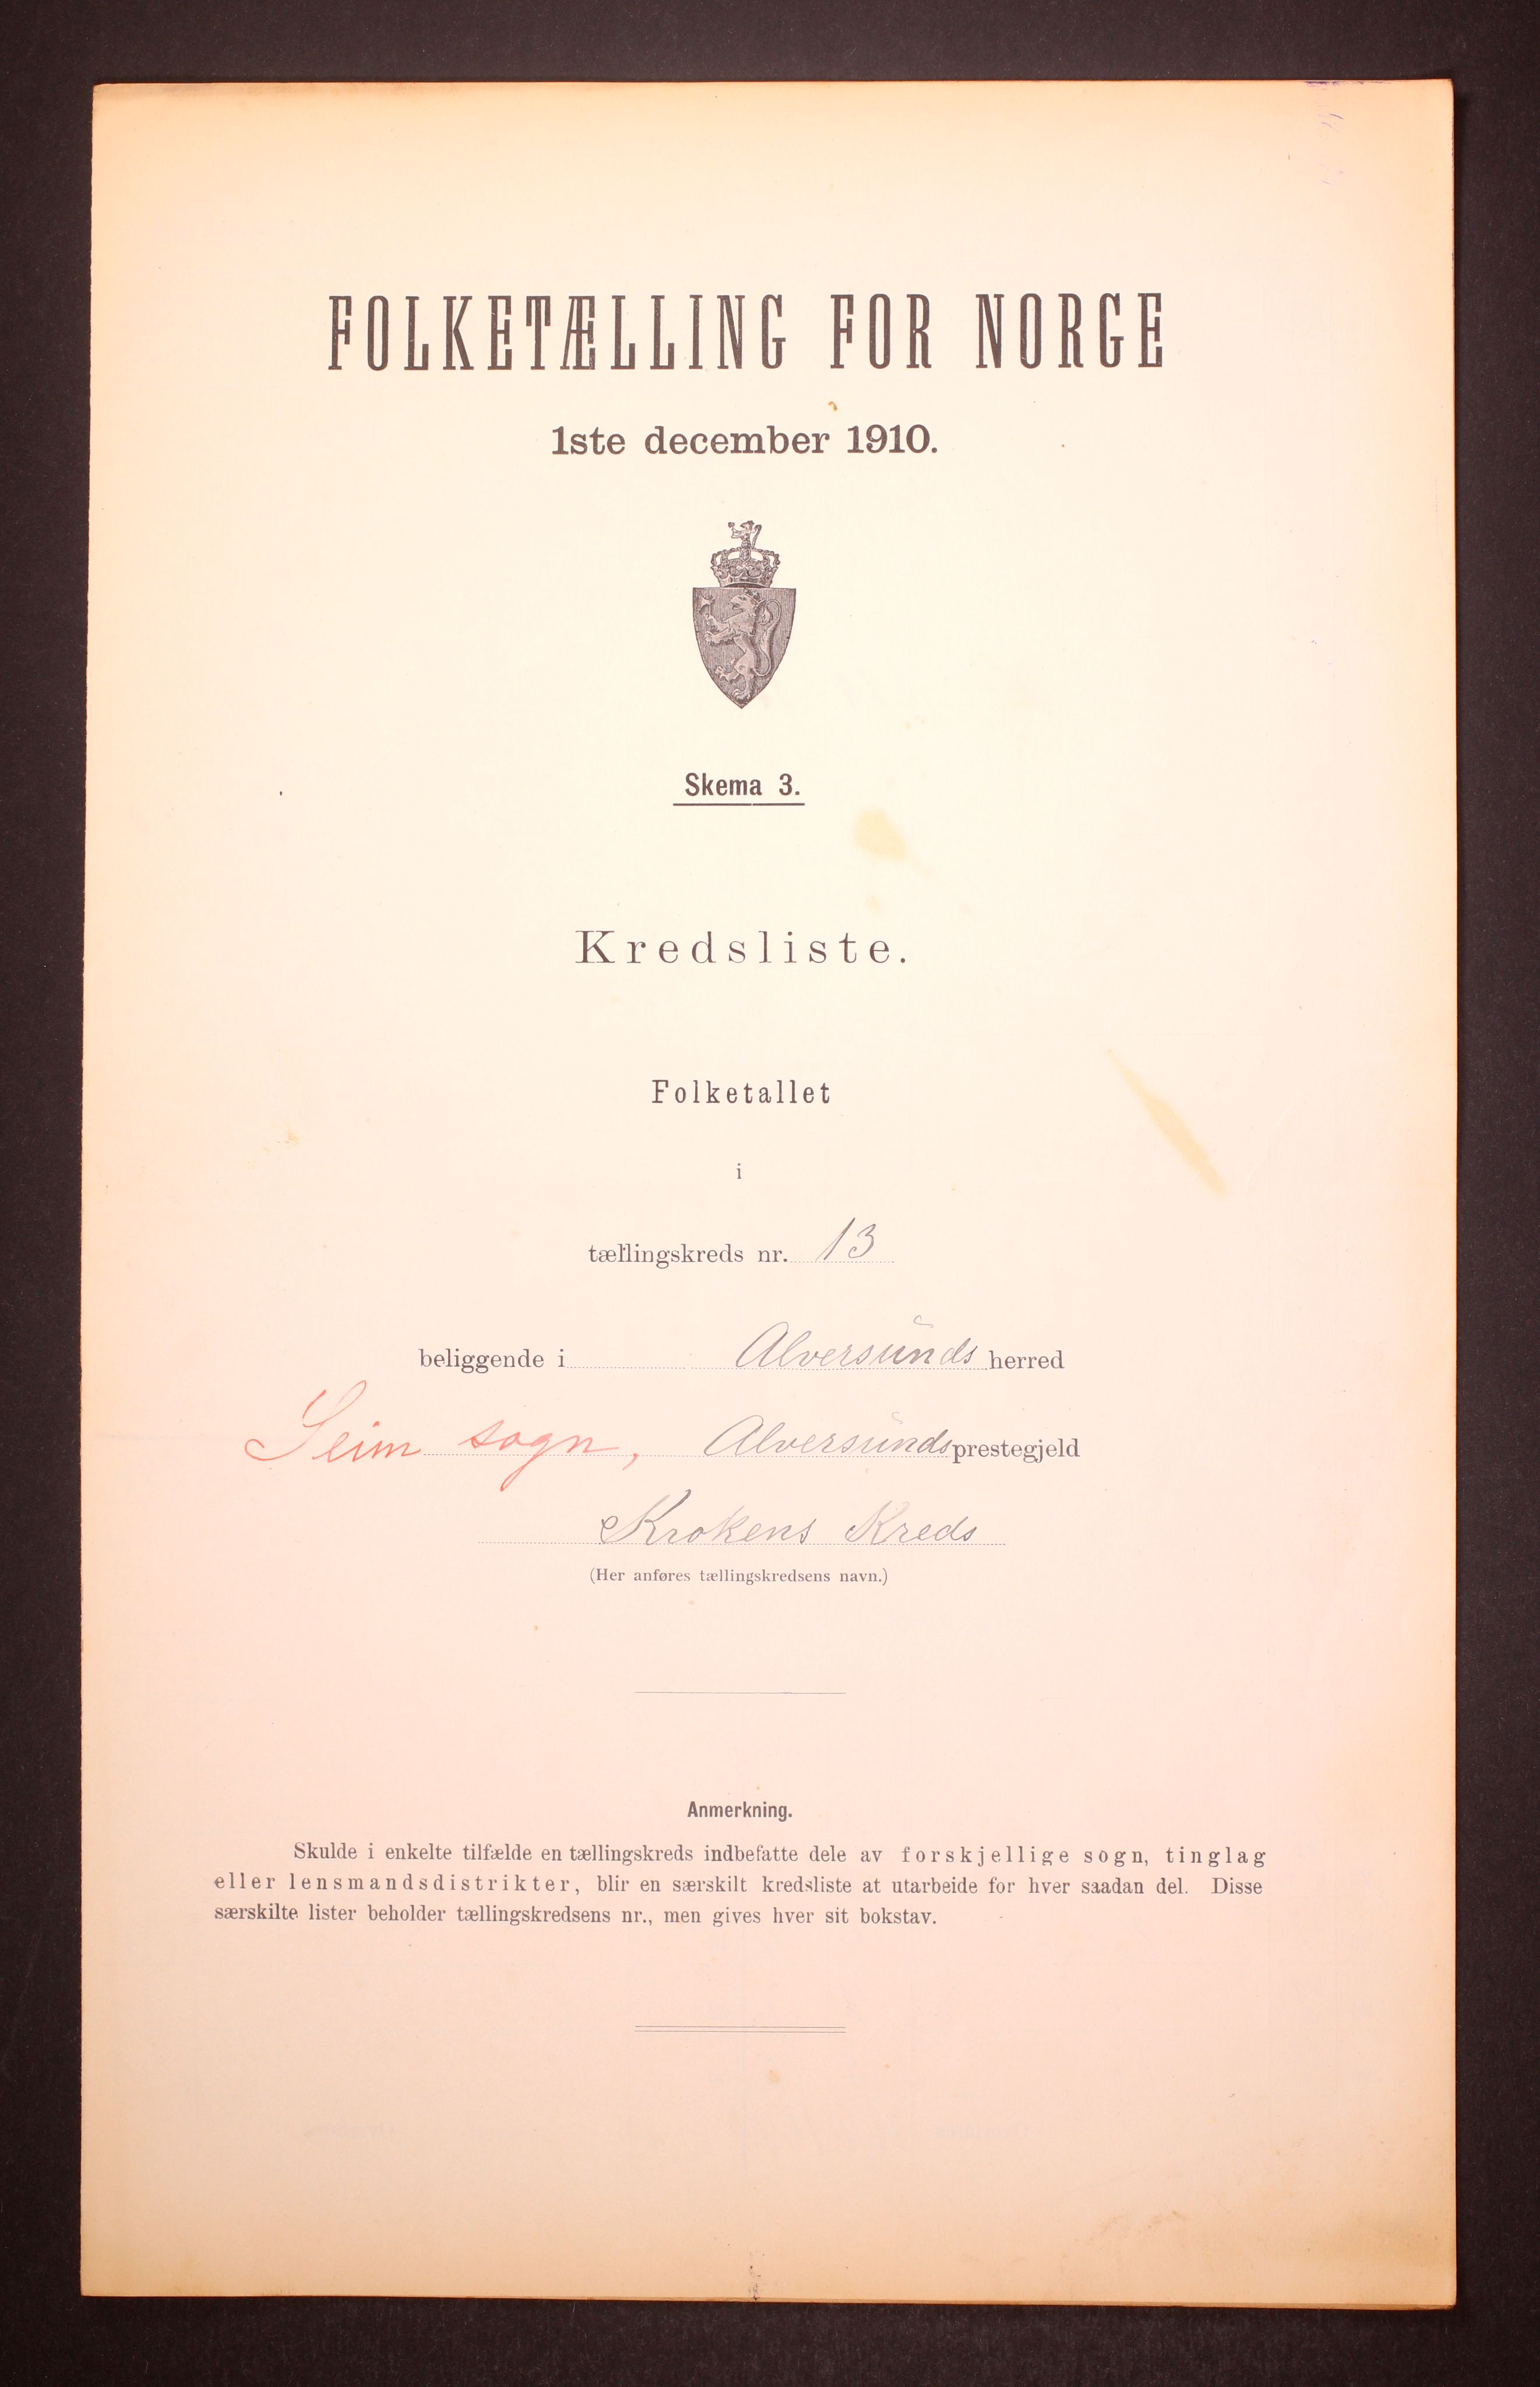 FOLKETÆLLING FOR NORGE
1ste december 1910.
Skema 3.
Kredsliste.
Folketallet
i
tællingskreds nr. 13
beliggende i Alversunds herred
Seim sogn, Alversunds prestegjeld
Krokens Kreds
(Her anføres tællingskredsens navn.)
Anmerkning.
Skulde i enkelte tilfælde en tællingskreds indbefatte dele av forskjellige sogn, tinglag
eller lensmandsdistrikter, blir en særskilt kredsliste at utarbeide for hver saadan del. Disse
særskilte lister beholder tællingskredsens nr., men gives hver sit bokstav.